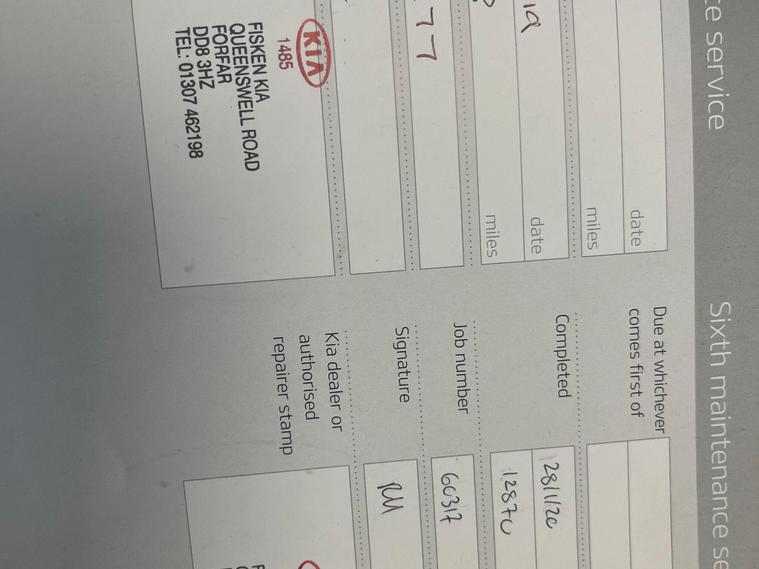 ce service
date
miles
19
date
miles
77
KIA
1485
FISKEN KIA
QUEENSWELL ROAD
FORFAR
DD8 3HZ
TEL: 01307 462198
Sixth maintenance se
Due at whichever
comes first of
Completed
28/1/20
Job number
60317
Signature
Kia dealer or
authorised
repairer stamp